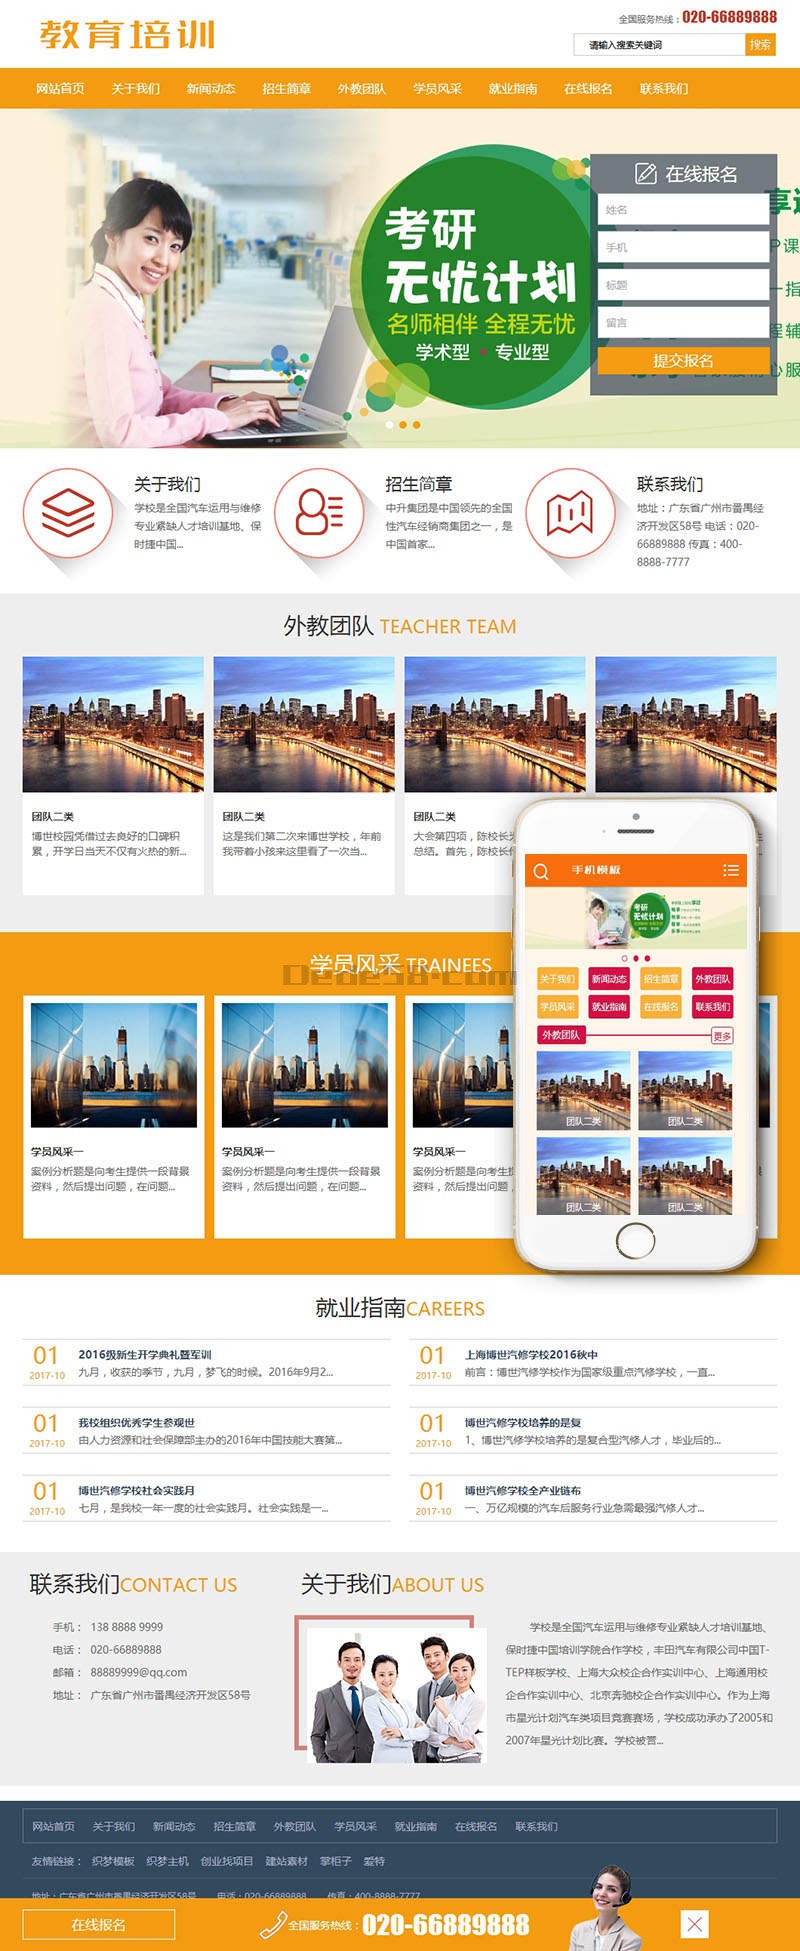 教育培训
全国服务热线：020-66889888
请输入搜索关键词
搜索
网站首页 关于我们 新闻动态 招生简章 外教团队 学员风采 就业指南 在线报名 联系我们
考研
无忧计划
名师相伴 全程无忧
学术型 • 专业型
在线报名
姓名
手机
标题
留言
提交报名
关于我们
学校是全国汽车运用与维修
专业紧缺人才培训基地、保
时捷中国...
招生简章
中升集团是中国领先的全国
性汽车经销商集团之一，是
中国首家...
联系我们
地址：广东省广州市番禺经
济开发区58号 电话：020-
66889888 传真：400-
8888-7777
外教团队 TEACHER TEAM
团队二类
博世校园凭借过去良好的口碑积
累，开学日当天不仅有火热的新...
团队二类
这是我们第二次来博世学校，年前
我带着小孩来这里看了一次当...
团队二类
大会第四项，陈校长
总结。首先，陈校长
学员风采 TRAINEES
Dede58.com
学员风采一
案例分析题是向考生提供一段背景
资料，然后提出问题，在问题...
学员风采一
案例分析题是向考生提供一段背景
资料，然后提出问题，在问题...
学员风采一
案例分析题是向考生提
资料，然后提出问题，
手机模板
考研
无忧计划
关于我们 新闻动态 招生简章 外教团队
学员风采 就业指南 在线报名 联系我们
外教团队 更多
团队二类 团队二类
团队二类 团队二类
就业指南CAREERS
01
2017-10
2016级新生开学典礼暨军训
九月，收获的季节，九月，梦飞的时候。2016年9月2...
01
2017-10
上海博世汽修学校2016秋中
前言：博世汽修学校作为国家级重点汽修学校，一直...
01
2017-10
我校组织优秀学生参观世
由人力资源和社会保障部主办的2016年中国技能大赛第...
01
2017-10
博世汽修学校培养的是复
1、博世汽修学校培养的是复合型汽修人才，毕业后的...
01
2017-10
博世汽修学校社会实践月
七月，是我校一年一度的社会实践月。社会实践是一...
01
2017-10
博世汽修学校全产业链布
一、万亿规模的汽车后服务行业急需最强汽修人才...
联系我们CONTACT US
手机： 138 8888 9999
电话： 020-66889888
邮箱： 88889999@qq.com
地址： 广东省广州市番禺经济开发区58号
关于我们ABOUT US
学校是全国汽车运用与维修专业紧缺人才培训基地、
保时捷中国培训学院合作学校，丰田汽车有限公司中国T-
TEP样板学校、上海大众校企合作实训中心、上海通用校
企合作实训中心、北京奔驰校企合作实训中心。作为上海
市星光计划汽车类项目竞赛赛场，学校成功承办了2005和
2007年星光计划比赛。学校被誉...
网站首页 关于我们 新闻动态 招生简章 外教团队 学员风采 就业指南 在线报名 联系我们
友情链接： 织梦模板 织梦主机 创业找项目 建站素材 掌柜子 爱特
地址：广东省广州市番禺经济开发区58号 电话：020-66889888 传真：400-8888-7777
在线报名
全国服务热线：020-66889888